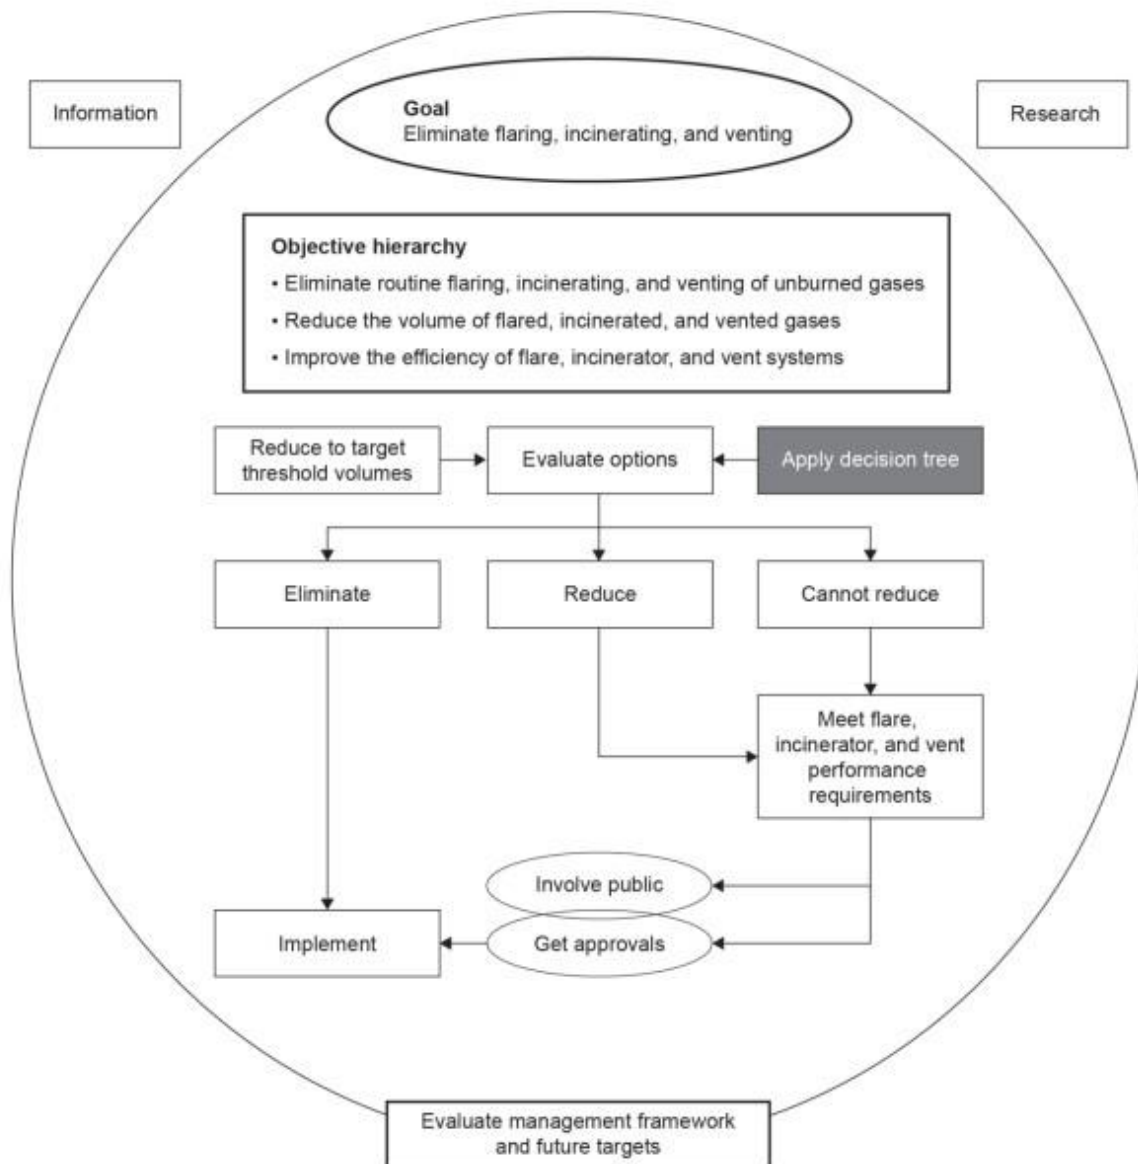 Information
Research
Goal
Eliminate flaring, incinerating, and venting
Objective hierarchy
• Eliminate routine flaring, incinerating, and venting of unburned gases
• Reduce the volume of flared, incinerated, and vented gases
• Improve the efficiency of flare, incinerator, and vent systems
Reduce to target
threshold volumes
Evaluate options
Apply decision tree
Eliminate
Reduce
Cannot reduce
Meet flare,
incinerator, and vent
performance
requirements
Involve public
Implement
Get approvals
Evaluate management framework
and future targets